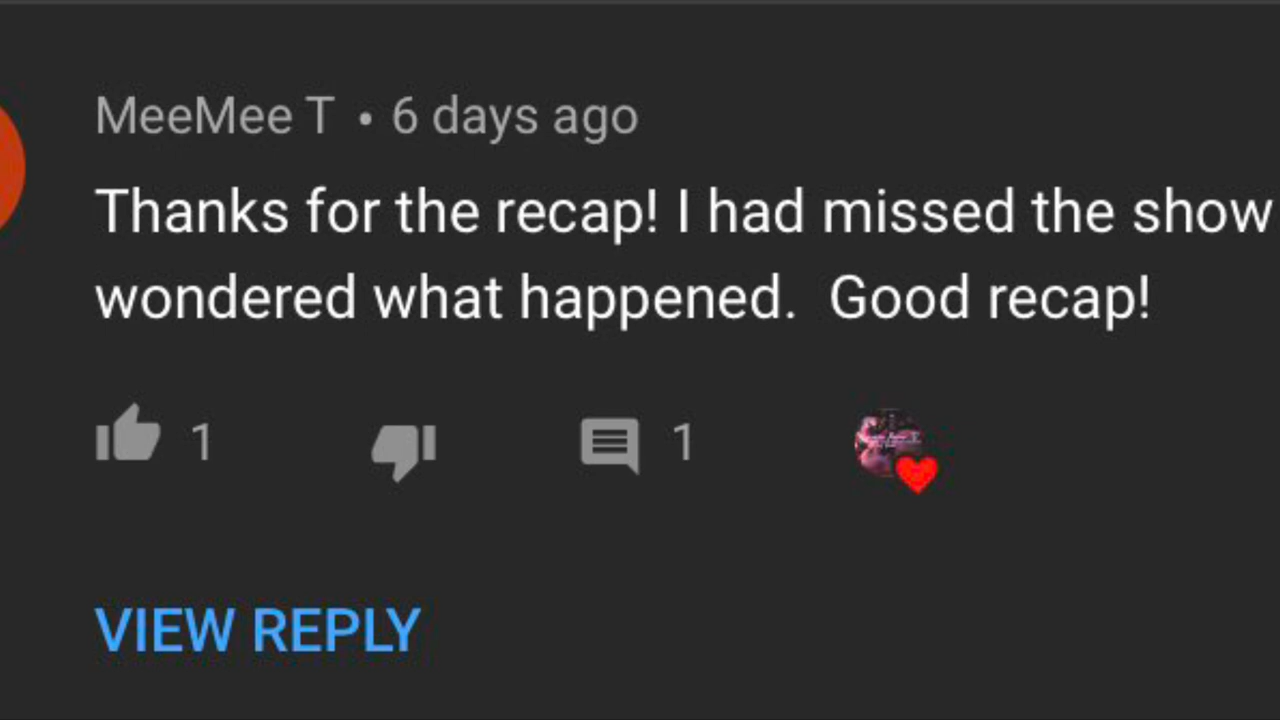 MeeMee T • 6 days ago
Thanks for the recap! I had missed the show
wondered what happened.  Good recap!
1
1
VIEW REPLY